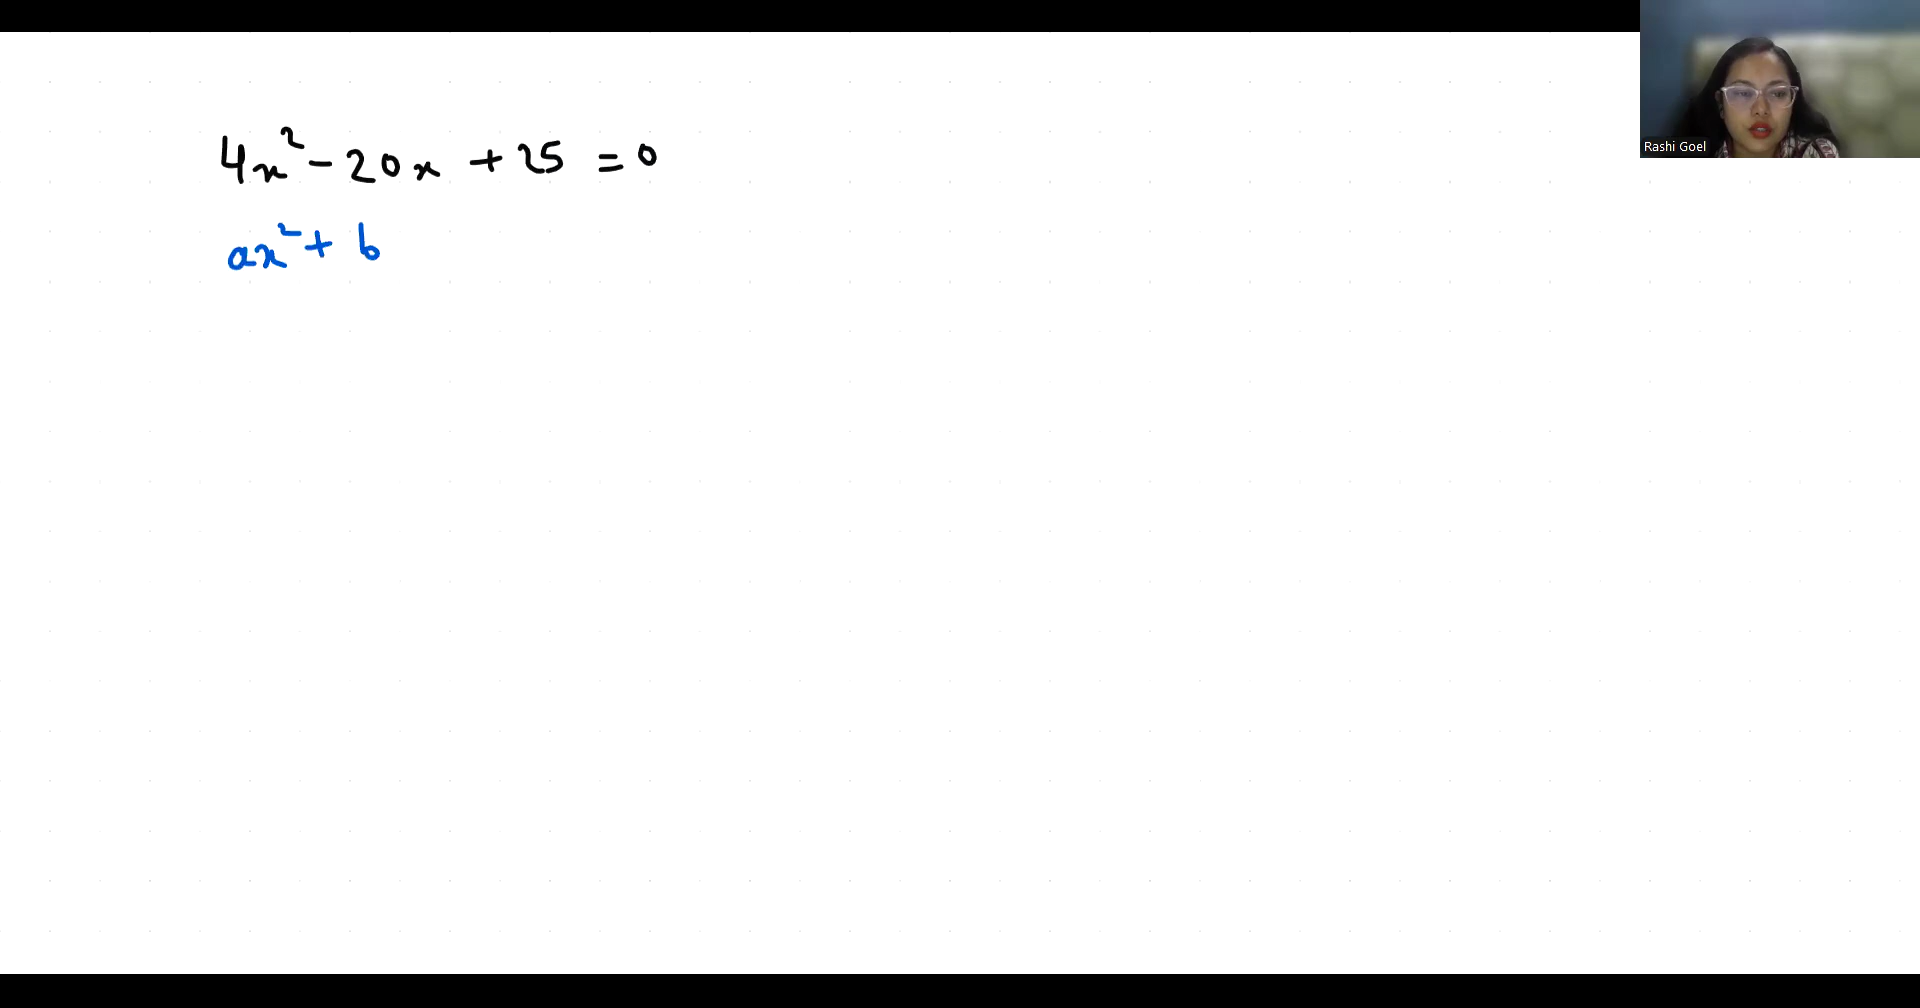 4x² - 20x + 25 = 0
ax² + b
Rashi Goel